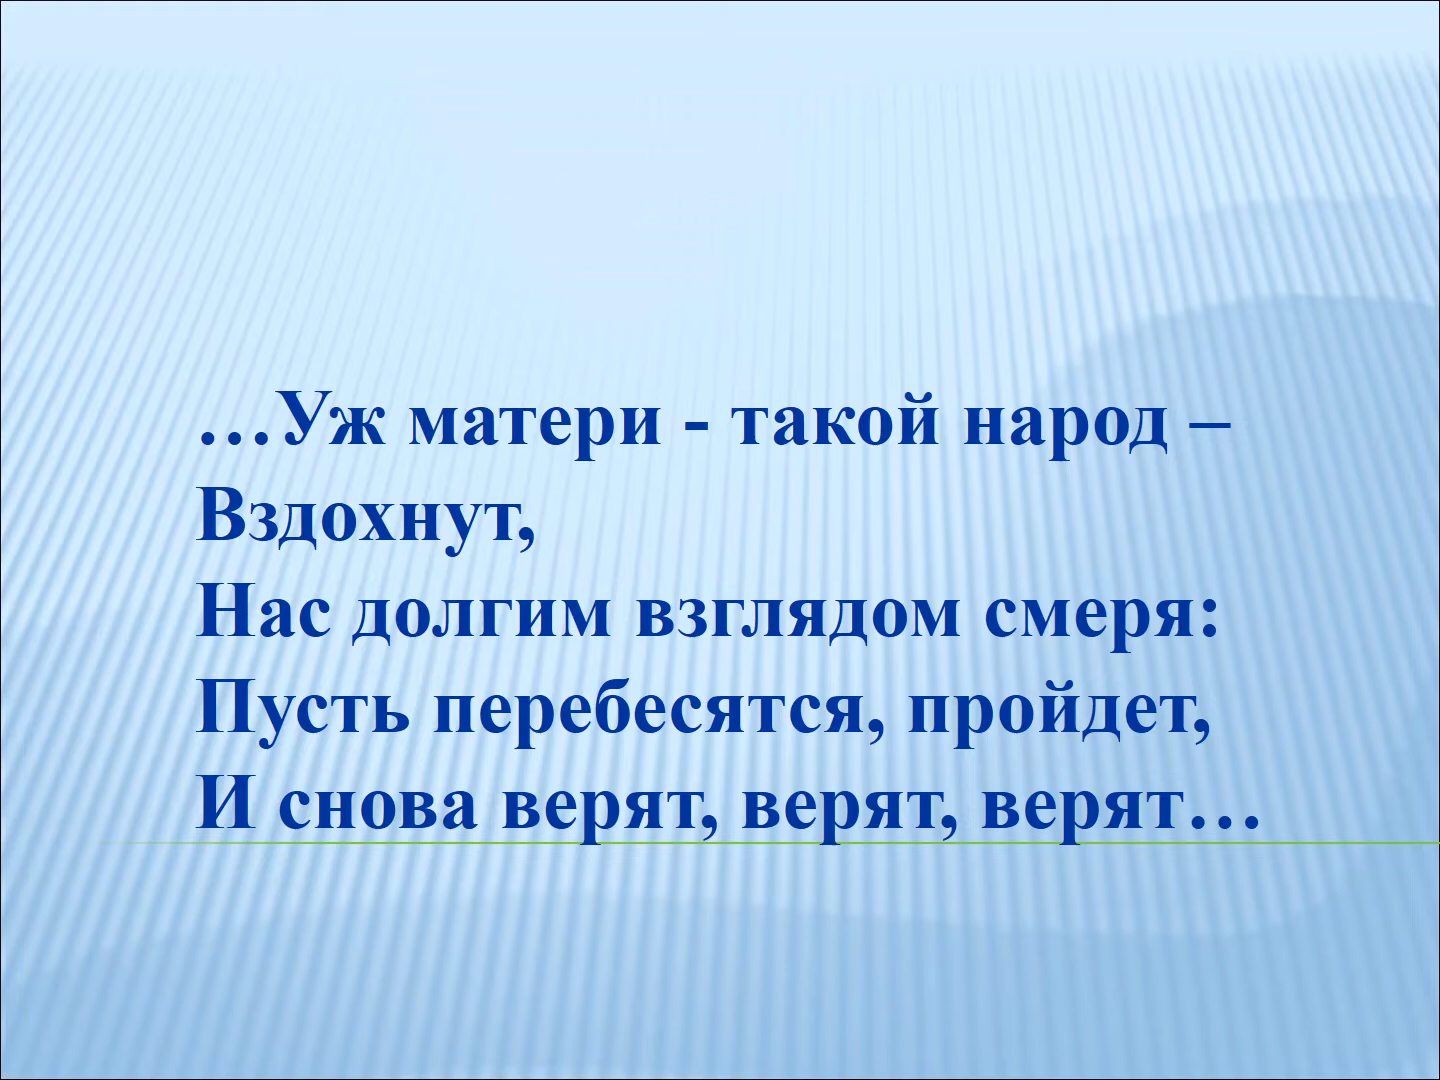 …Уж матери - такой народ –
Вздохнут,
Нас долгим взглядом смеря:
Пусть перебесятся, пройдет,
И снова верят, верят, верят…